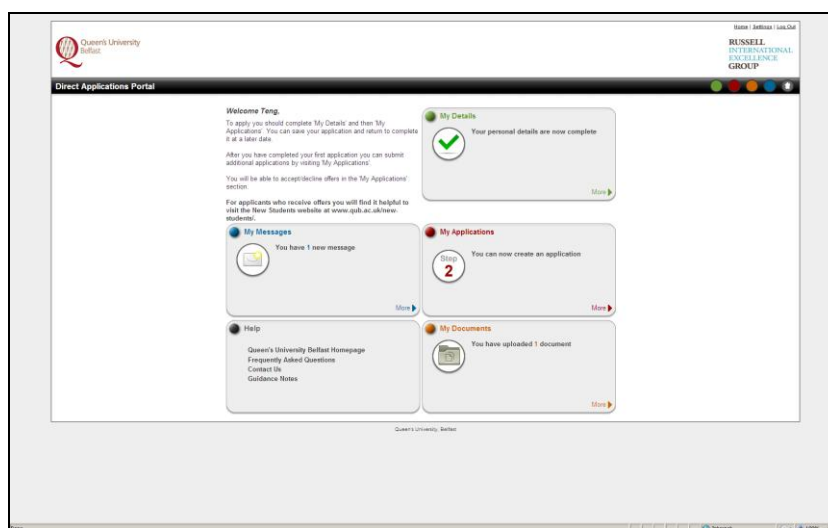 Home | Settings | Log Out
Queen's University
Belfast
RUSSELL
INTERNATIONAL
EXCELLENCE
GROUP
Direct Applications Portal
Welcome Teng,
To apply you should complete 'My Details' and then 'My
Applications'. You can save your application and return to complete
it at a later date.
After you have completed your first application you can submit
additional applications by visiting 'My Applications'.
You will be able to accept/decline offers in the 'My Applications'
section.
For applicants who receive offers you will find it helpful to
visit the New Students website at www.qub.ac.uk/new-
students/.
My Details
Your personal details are now complete
More
My Messages
You have 1 new message
More
My Applications
Step
2
You can now create an application
More
Help
Queen's University Belfast Homepage
Frequently Asked Questions
Contact Us
Guidance Notes
My Documents
You have uploaded 1 document
More
Queen's University, Belfast